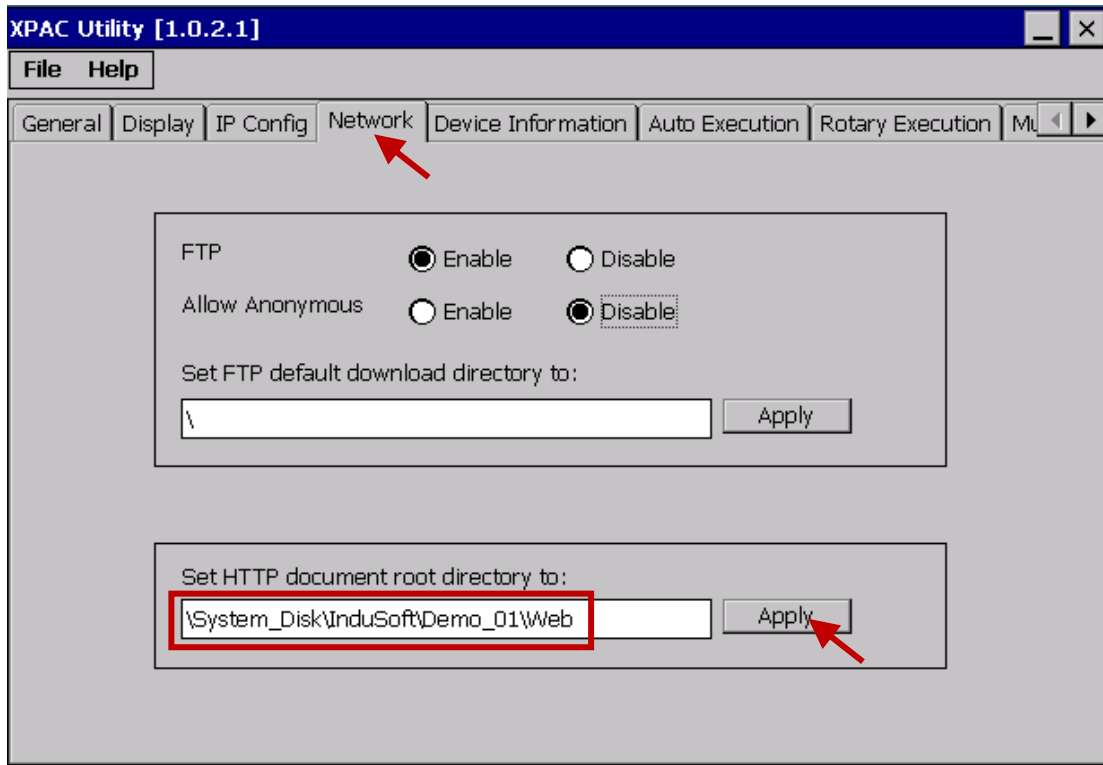 XPAC Utility [1.0.2.1]
File Help
General Display IP Config Network Device Information Auto Execution Rotary Execution
FTP Enable Disable
Allow Anonymous Enable Disable
Set FTP default download directory to:
\ Apply
Set HTTP document root directory to:
\System_Disk\InduSoft\Demo_01\Web Apply